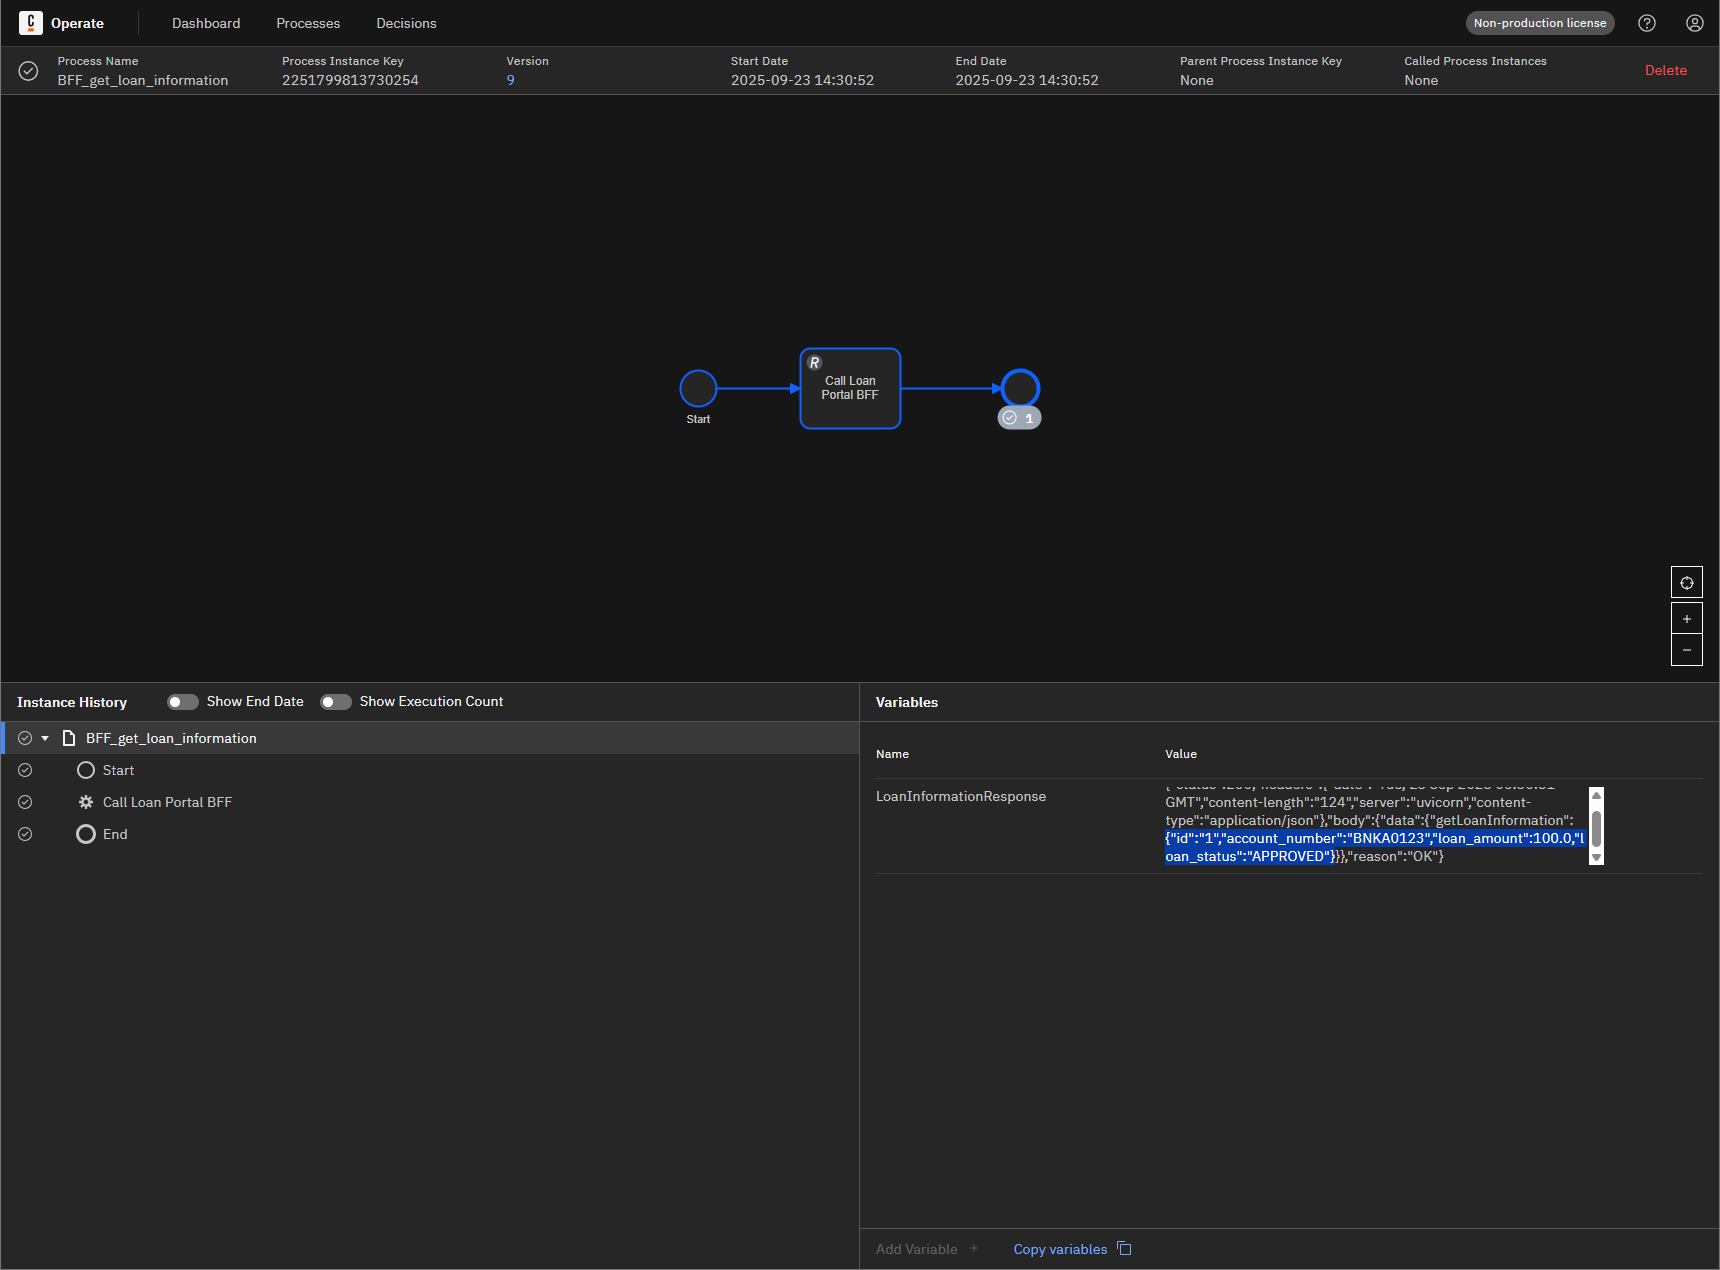 C Operate Dashboard Processes Decisions Non-production license
Process Name Process Instance Key Version Start Date End Date Parent Process Instance Key Called Process Instances
BFF_get_loan_information 2251799813730254 9 2025-09-23 14:30:52 2025-09-23 14:30:52 None None Delete
R
Call Loan
Portal BFF
Start
1
Instance History Show End Date Show Execution Count
BFF_get_loan_information
Start
Call Loan Portal BFF
End
Variables
Name Value
LoanInformationResponse
GMT","content-length":"124","server":"uvicorn","content-
type":"application/json"},"body":{"data":{"getLoanInformation":
{"id":"1","account_number":"BNKA0123","loan_amount":100.0,"l
oan_status":"APPROVED"}}},"reason":"OK"}
Add Variable + Copy variables